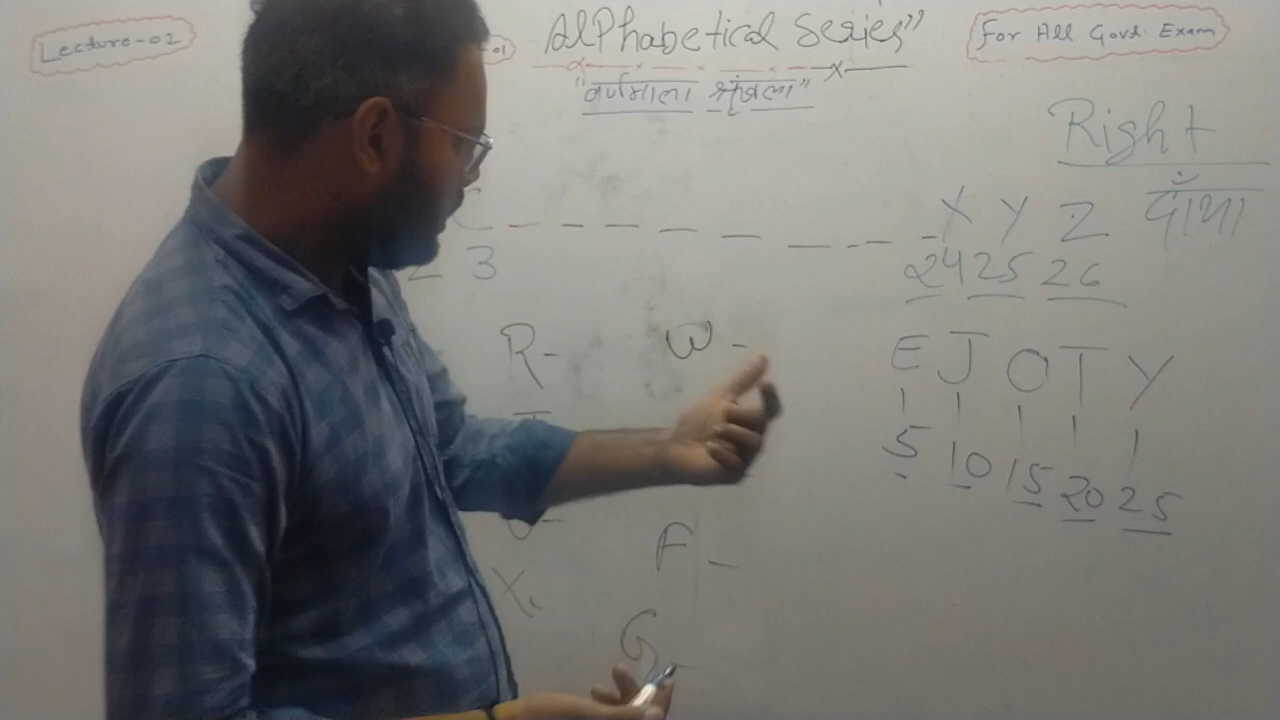 Lecture-02
Alphabetical Series"
For All Govt. Exam
"वर्णमाला श्रृंखला"
Right
दाँया
C - - - - - - - - X Y Z
2 3 24 25 26
R- W -
E J O T Y
5 10 15 20 25
F -
X
G -